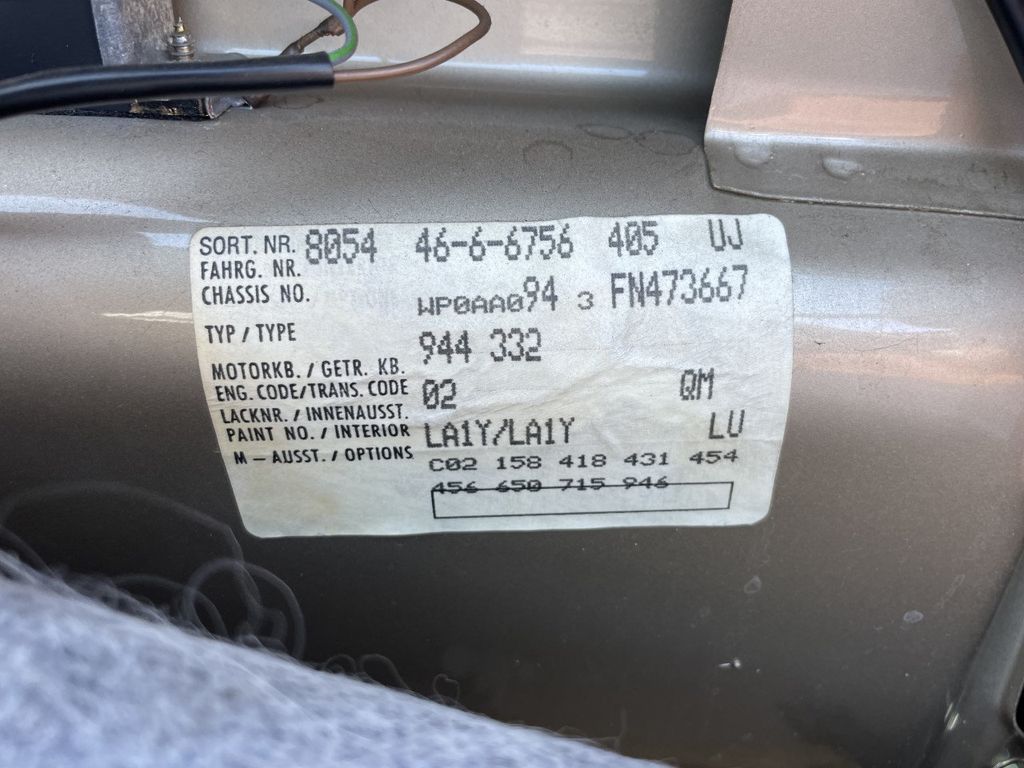 SORT. NR. 8054 46-6-6756 405 UJ
FAHRG. NR.
CHASSIS NO. WP0AA094 3 FN473667
TYP / TYPE 944 332
MOTORKB. / GETR. KB.
ENG. CODE/TRANS. CODE 02 QM
LACKNR. / INNENAUSST.
PAINT NO. / INTERIOR LA1Y/LA1Y LU
M – AUSST. / OPTIONS C02 158 418 431 454
456 650 715 946